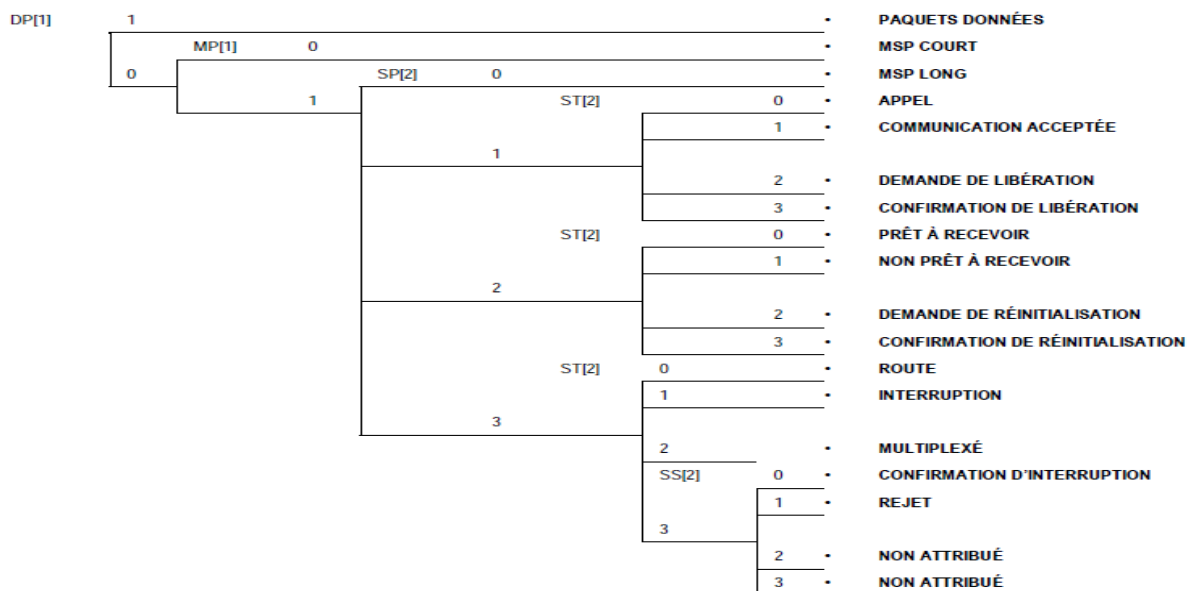 DP[1] 1 • PAQUETS DONNÉES
MP[1] 0 • MSP COURT
0 SP[2] 0 • MSP LONG
1 ST[2] 0 • APPEL
1 • COMMUNICATION ACCEPTÉE
1
2 • DEMANDE DE LIBÉRATION
3 • CONFIRMATION DE LIBÉRATION
ST[2] 0 • PRÊT À RECEVOIR
1 • NON PRÊT À RECEVOIR
2
2 • DEMANDE DE RÉINITIALISATION
3 • CONFIRMATION DE RÉINITIALISATION
ST[2] 0 • ROUTE
1 • INTERRUPTION
3
2 • MULTIPLEXÉ
SS[2] 0 • CONFIRMATION D'INTERRUPTION
1 • REJET
3
2 • NON ATTRIBUÉ
3 • NON ATTRIBUÉ